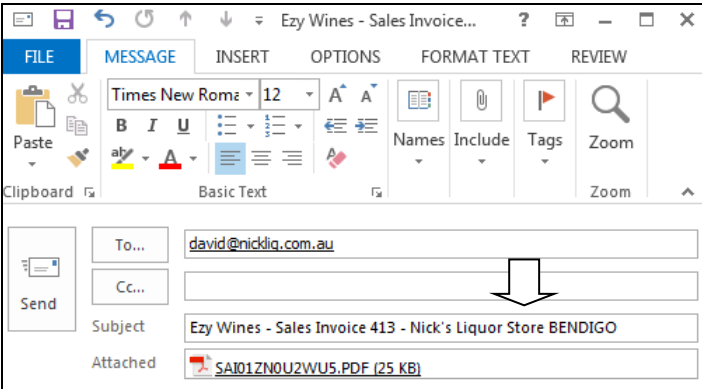 Ezy Wines - Sales Invoice... ?
FILE MESSAGE INSERT OPTIONS FORMAT TEXT REVIEW
Times New Roma 12 A A
Paste B I U Names Include Tags Zoom
aby A
Clipboard Basic Text Zoom
To... david@nickliq.com.au
Cc...
Send
Subject Ezy Wines - Sales Invoice 413 - Nick's Liquor Store BENDIGO
Attached SAI01ZN0U2WU5.PDF (25 KB)